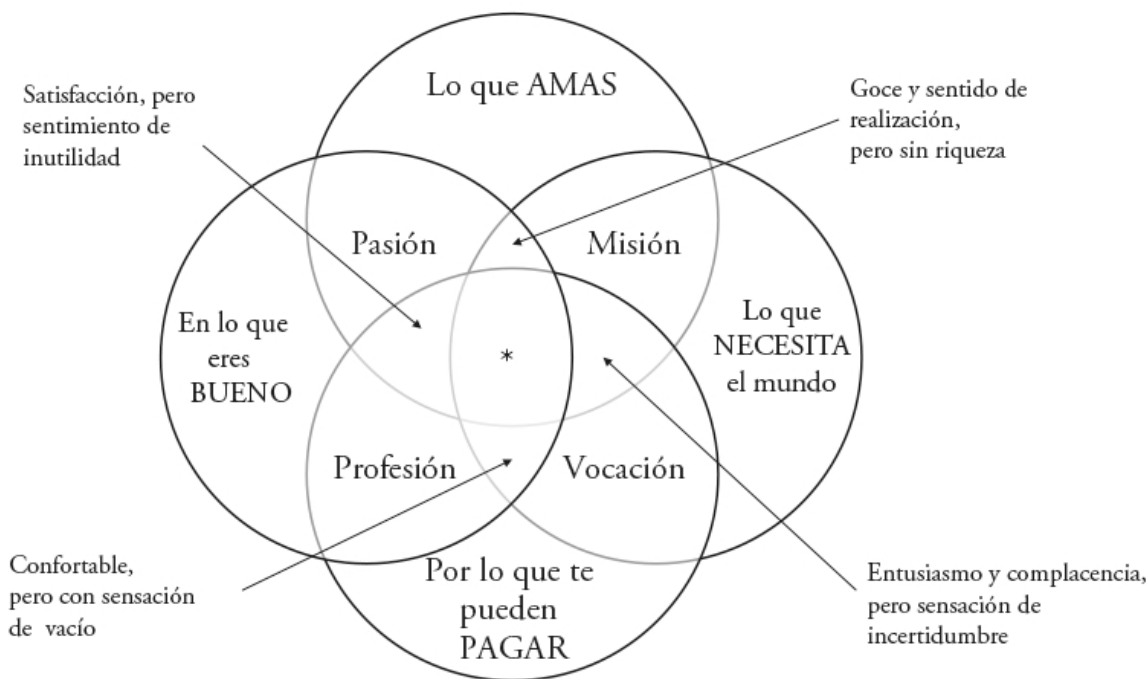 Lo que AMAS
Satisfacción, pero
sentimiento de
inutilidad
Goce y sentido de
realización,
pero sin riqueza
Pasión
Misión
En lo que
eres
BUENO
Lo que
NECESITA
el mundo
*
Profesión
Vocación
Confortable,
pero con sensación
de vacío
Por lo que te
pueden
PAGAR
Entusiasmo y complacencia,
pero sensación de
incertidumbre